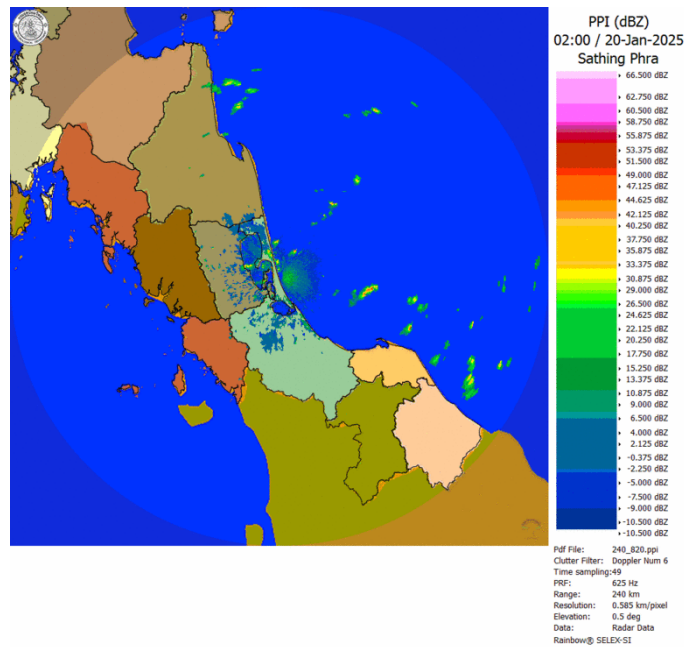 PPI (dBZ)
02:00 / 20-Jan-2025
Sathing Phra
66.500 dBZ
62.750 dBZ
60.500 dBZ
58.750 dBZ
55.875 dBZ
53.375 dBZ
51.500 dBZ
49.000 dBZ
47.125 dBZ
44.625 dBZ
42.125 dBZ
40.250 dBZ
37.750 dBZ
35.875 dBZ
33.375 dBZ
30.875 dBZ
29.000 dBZ
26.500 dBZ
24.625 dBZ
22.125 dBZ
20.250 dBZ
17.750 dBZ
15.250 dBZ
13.375 dBZ
10.875 dBZ
9.000 dBZ
6.500 dBZ
4.000 dBZ
2.125 dBZ
-0.375 dBZ
-2.250 dBZ
-5.000 dBZ
-7.500 dBZ
-9.000 dBZ
-10.500 dBZ
-10.500 dBZ
Pdf File: 240_820.ppi
Clutter Filter: Doppler Num 6
Time sampling:49
PRF: 625 Hz
Range: 240 km
Resolution: 0.585 km/pixel
Elevation: 0.5 deg
Data: Radar Data
Rainbow® SELEX-SI